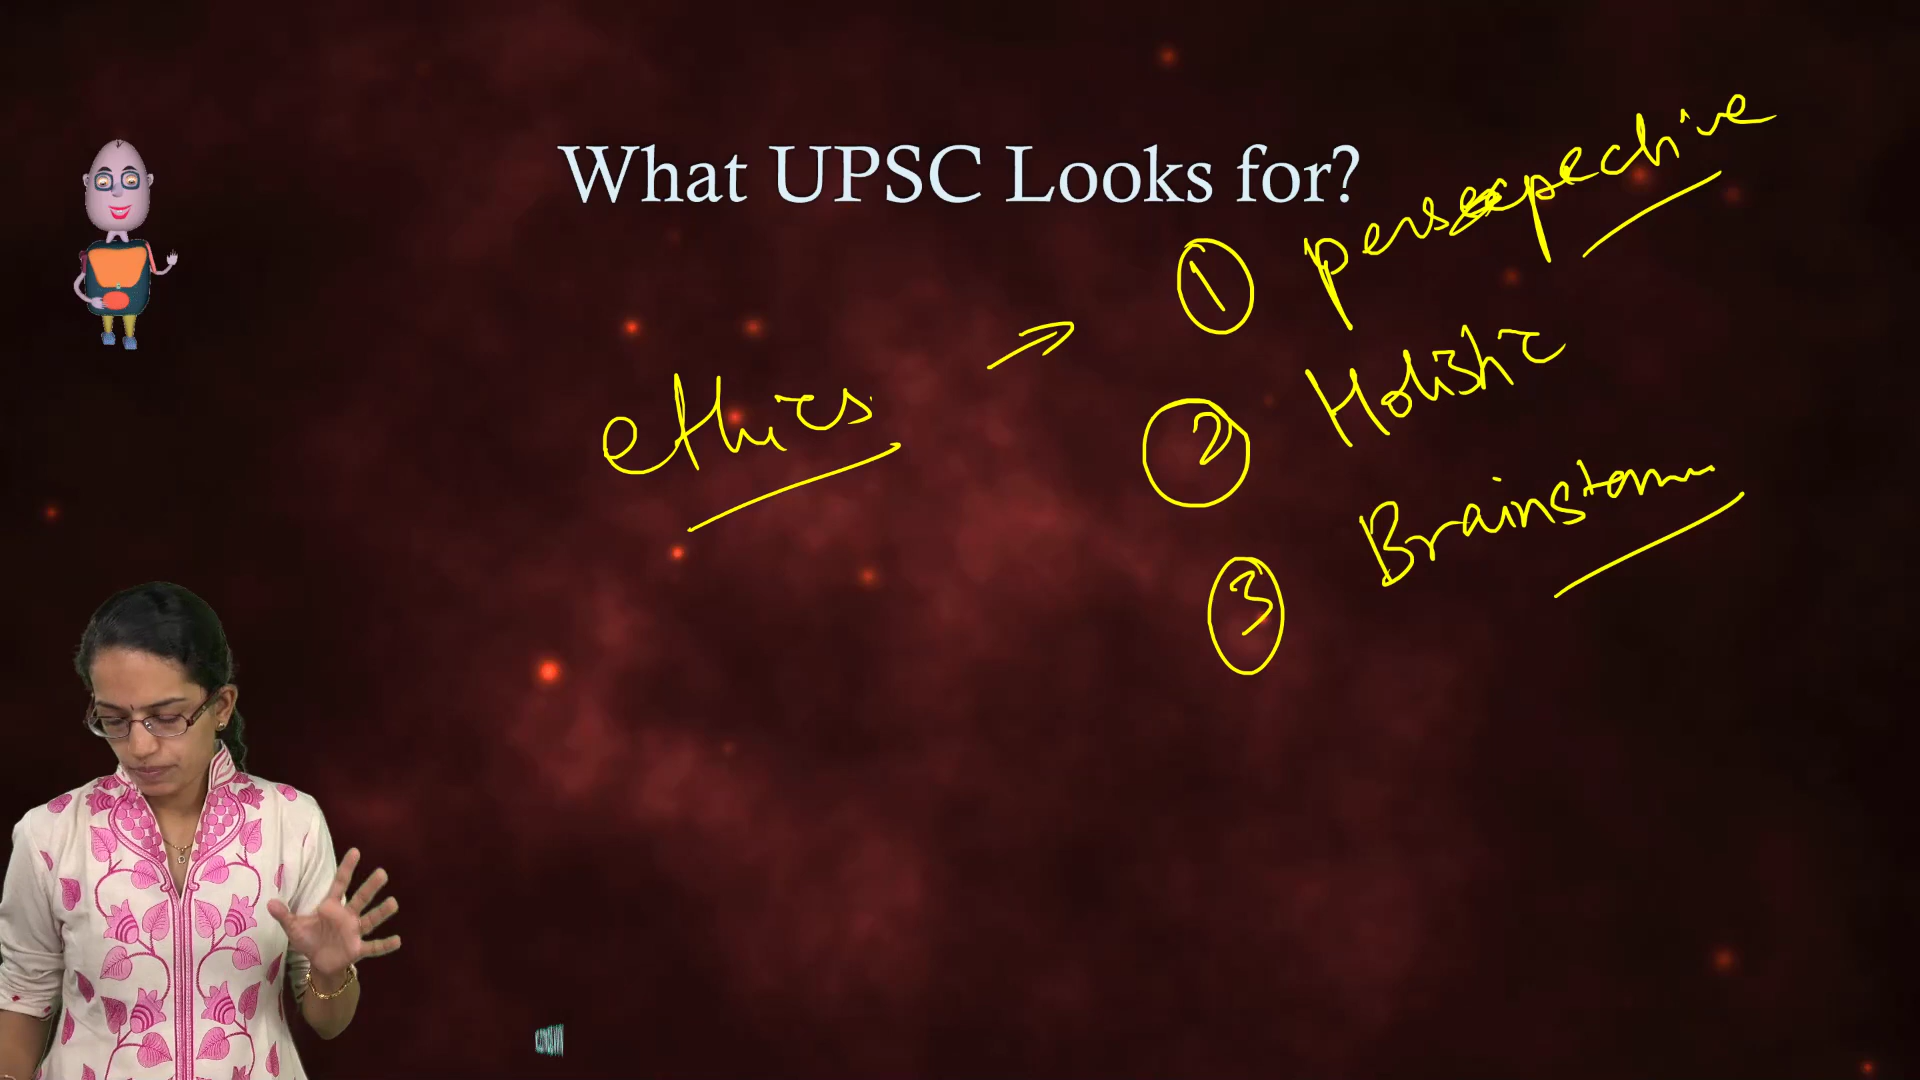 What UPSC Looks for?
ethics →
① perspective
② Holistic
③ Brainstorm